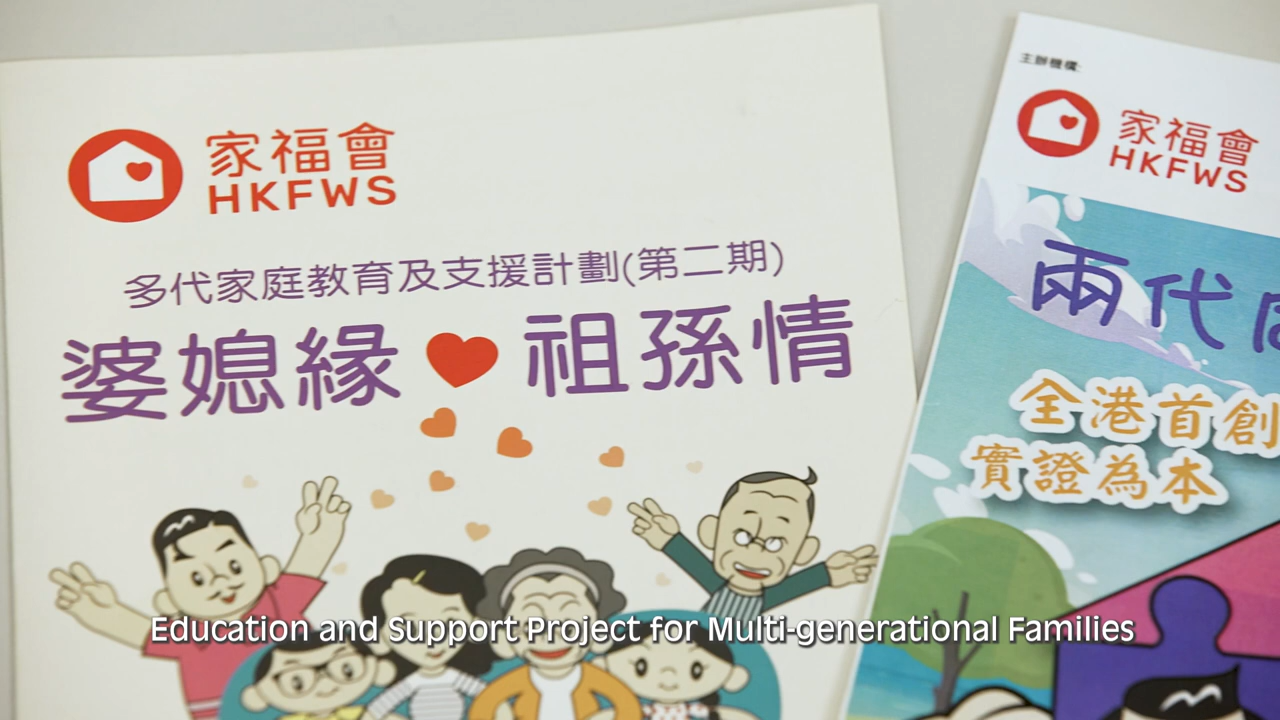 家福會
HKFWS
多代家庭教育及支援計劃(第二期)
婆媳緣 祖孫情
主辦機構:
家福會
HKFWS
兩代
全港首創
實證為本
Education and Support Project for Multi-generational Families